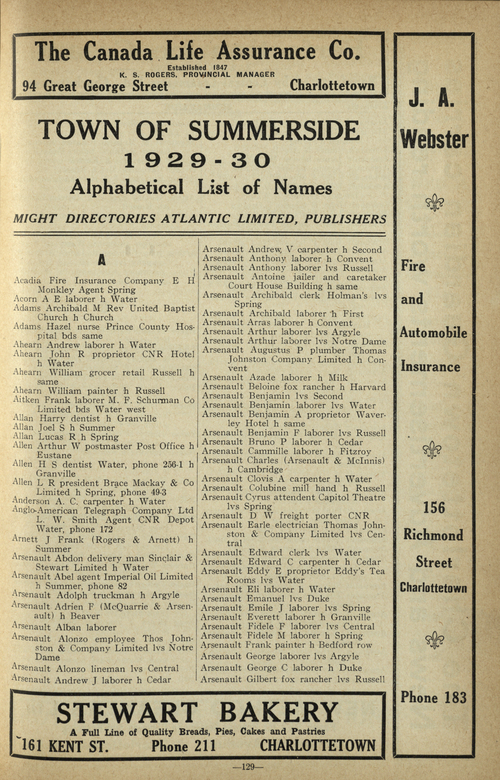 The Canada Life Assurance Co.
Established 1847
K. S. ROGERS, PROVINCIAL MANAGER
94 Great George Street - - Charlottetown
TOWN OF SUMMERSIDE
1929-30
Alphabetical List of Names
MIGHT DIRECTORIES ATLANTIC LIMITED, PUBLISHERS
A
Acadia Fire Insurance Company E H
Monkley Agent Spring
Acorn A E laborer h Water
Adams Archibald M Rev United Baptist
Church h Church
Adams Hazel nurse Prince County Hos-
pital bds same
Ahearn Andrew laborer h Water
Ahearn John R proprietor CNR Hotel
h Water
Ahearn William grocer retail Russell h
same
Ahearn William painter h Russell
Aitken Frank laborer M. F. Schurman Co
Limited bds Water west
Allan Harry dentist h Granville
Allan Joel S h Summer
Allan Lucas R h Spring
Allen Arthur W postmaster Post Office h
Eustane
Allen H S dentist Water, phone 256-1 h
Granville
Allen L R president Brace Mackay & Co
Limited h Spring, phone 49-3
Anderson A. C. carpenter h Water
Anglo-American Telegraph Company Ltd
L. W. Smith Agent CNR Depot
Water, phone 172
Arnett J Frank (Rogers & Arnett) h
Summer
Arsenault Abdon delivery man Sinclair &
Stewart Limited h Water
Arsenault Abel agent Imperial Oil Limited
h Summer, phone 82
Arsenault Adolph truckman h Argyle
Arsenault Adrien F (McQuarrie & Arsen-
ault) h Beaver
Arsenault Alban laborer
Arsenault Alonzo employee Thos John-
ston & Company Limited lvs Notre
Dame
Arsenault Alonzo lineman lvs Central
Arsenault Andrew J laborer h Cedar
Arsenault Andrew V carpenter h Second
Arsenault Anthony laborer h Convent
Arsenault Anthony laborer lvs Russell
Arsenault Antoine jailer and caretaker
Court House Building h same
Arsenault Archibald clerk Holman's lvs
Spring
Arsenault Archibald laborer h First
Arsenault Arras laborer h Convent
Arsenault Arthur laborer lvs Argyle
Arsenault Arthur laborer lvs Notre Dame
Arsenault Augustus P plumber Thomas
Johnston Company Limited h Con-
vent
Arsenault Azade laborer h Milk
Arsenault Beloine fox rancher h Harvard
Arsenault Benjamin lvs Second
Arsenault Benjamin laborer lvs Water
Arsenault Benjamin A proprietor Waver-
ley Hotel h same
Arsenault Benjamin F laborer lvs Russell
Arsenault Bruno P laborer h Cedar
Arsenault Cammille laborer h Fitzroy
Arsenault Charles (Arsenault & McInnis)
h Cambridge
Arsenault Clovis A carpenter h Water
Arsenault Colubine mill hand h Russell
Arsenault Cyrus attendent Capitol Theatre
lvs Spring
Arsenault D W freight porter CNR
Arsenault Earle electrician Thomas John-
ston & Company Limited lvs Cen-
tral
Arsenault Edward clerk lvs Water
Arsenault Edward C carpenter h Cedar
Arsenault Eddy E proprietor Eddy's Tea
Rooms lvs Water
Arsenault Eli laborer h Water
Arsenault Emanuel lvs Duke
Arsenault Emile J laborer lvs Spring
Arsenault Everett laborer h Granville
Arsenault Fidele F laborer lvs Central
Arsenault Fidele M laborer h Spring
Arsenault Frank painter h Bedford row
Arsenault George laborer lvs Argyle
Arsenault George C laborer h Duke
Arsenault Gilbert fox rancher lvs Russell
J. A.
Webster
Fire
and
Automobile
Insurance
156
Richmond
Street
Charlottetown
Phone 183
STEWART BAKERY
A Full Line of Quality Breads, Pies, Cakes and Pastries
161 KENT ST. Phone 211 CHARLOTTETOWN
—129—